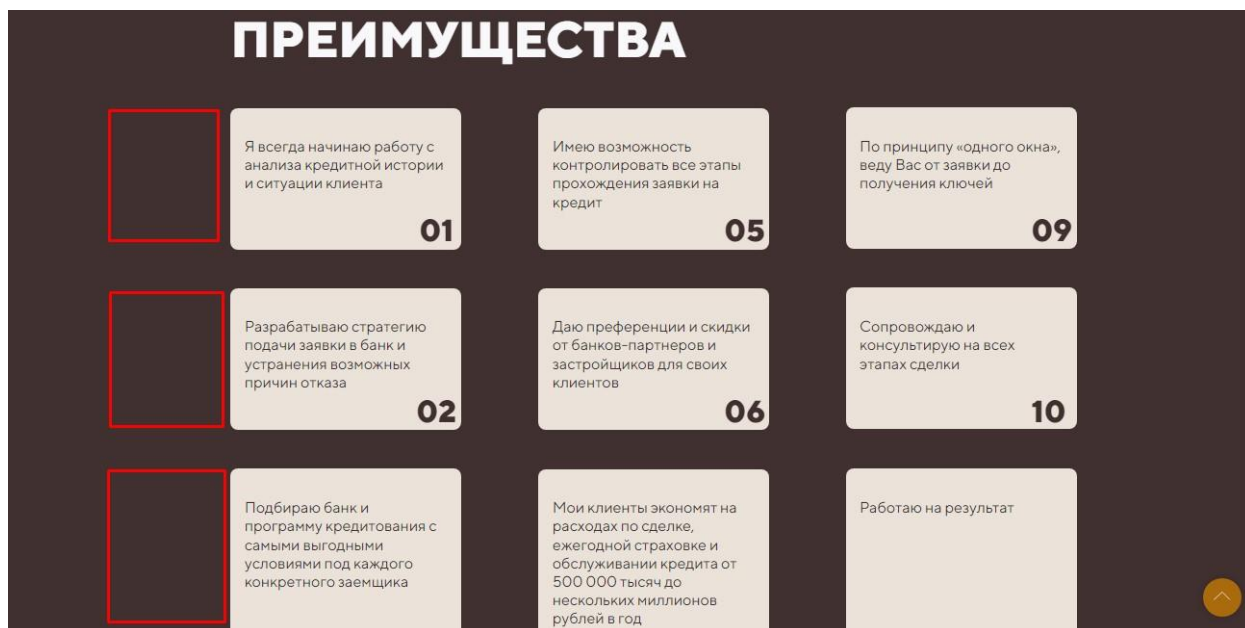 ПРЕИМУЩЕСТВА
Я всегда начинаю работу с
анализа кредитной истории
и ситуации клиента
01
Имею возможность
контролировать все этапы
прохождения заявки на
кредит
05
По принципу «одного окна»,
веду Вас от заявки до
получения ключей
09
Разрабатываю стратегию
подачи заявки в банк и
устранения возможных
причин отказа
02
Даю преференции и скидки
от банков-партнеров и
застройщиков для своих
клиентов
06
Сопровождаю и
консультирую на всех
этапах сделки
10
Подбираю банк и
программу кредитования с
самыми выгодными
условиями под каждого
конкретного заемщика
Мои клиенты экономят на
расходах по сделке,
ежегодной страховке и
обслуживании кредита от
500 000 тысяч до
нескольких миллионов
рублей в год
Работаю на результат